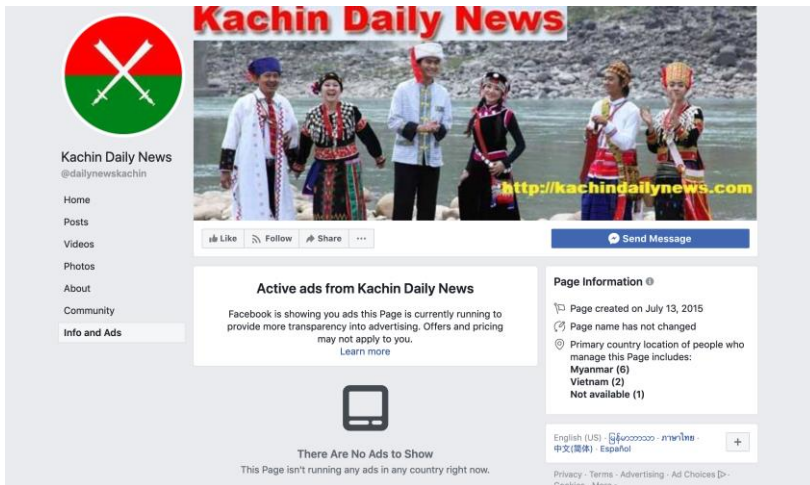 Kachin Daily News
http://kachindailynews.com
Kachin Daily News
@dailynewskachin
Home
Posts
Videos
Photos
About
Community
Info and Ads
Like Follow Share ...
Send Message
Active ads from Kachin Daily News
Facebook is showing you ads this Page is currently running to
provide more transparency into advertising. Offers and pricing
may not apply to you.
Learn more
There Are No Ads to Show
This Page isn't running any ads in any country right now.
Page Information
Page created on July 13, 2015
Page name has not changed
Primary country location of people who
manage this Page includes:
Myanmar (6)
Vietnam (2)
Not available (1)
English (US) · မြန်မာဘာသာ · ภาษาไทย ·
中文(简体) · Español
+
Privacy · Terms · Advertising · Ad Choices ·
Cookies · More ·